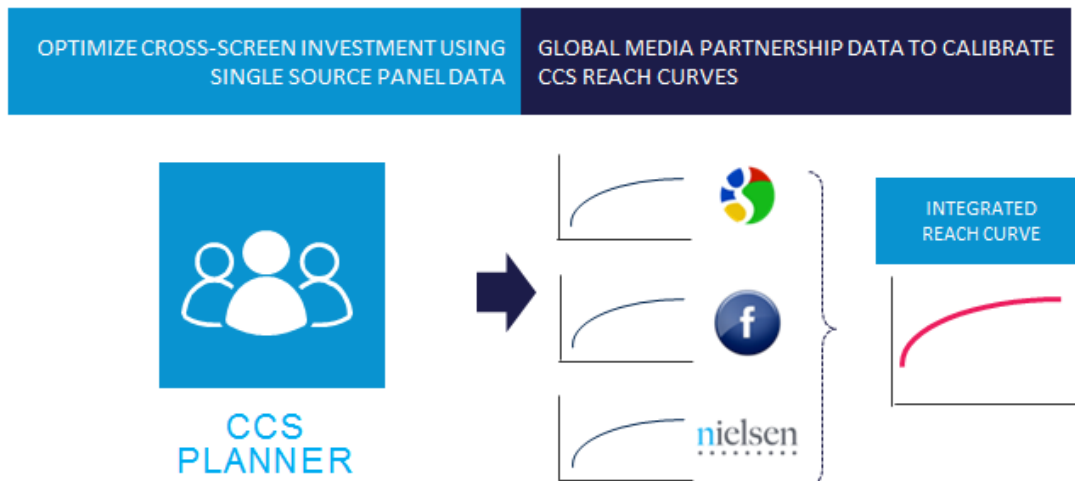 OPTIMIZE CROSS-SCREEN INVESTMENT USING
SINGLE SOURCE PANEL DATA
GLOBAL MEDIA PARTNERSHIP DATA TO CALIBRATE
CCS REACH CURVES
CCS
PLANNER
f
nielsen
INTEGRATED
REACH CURVE